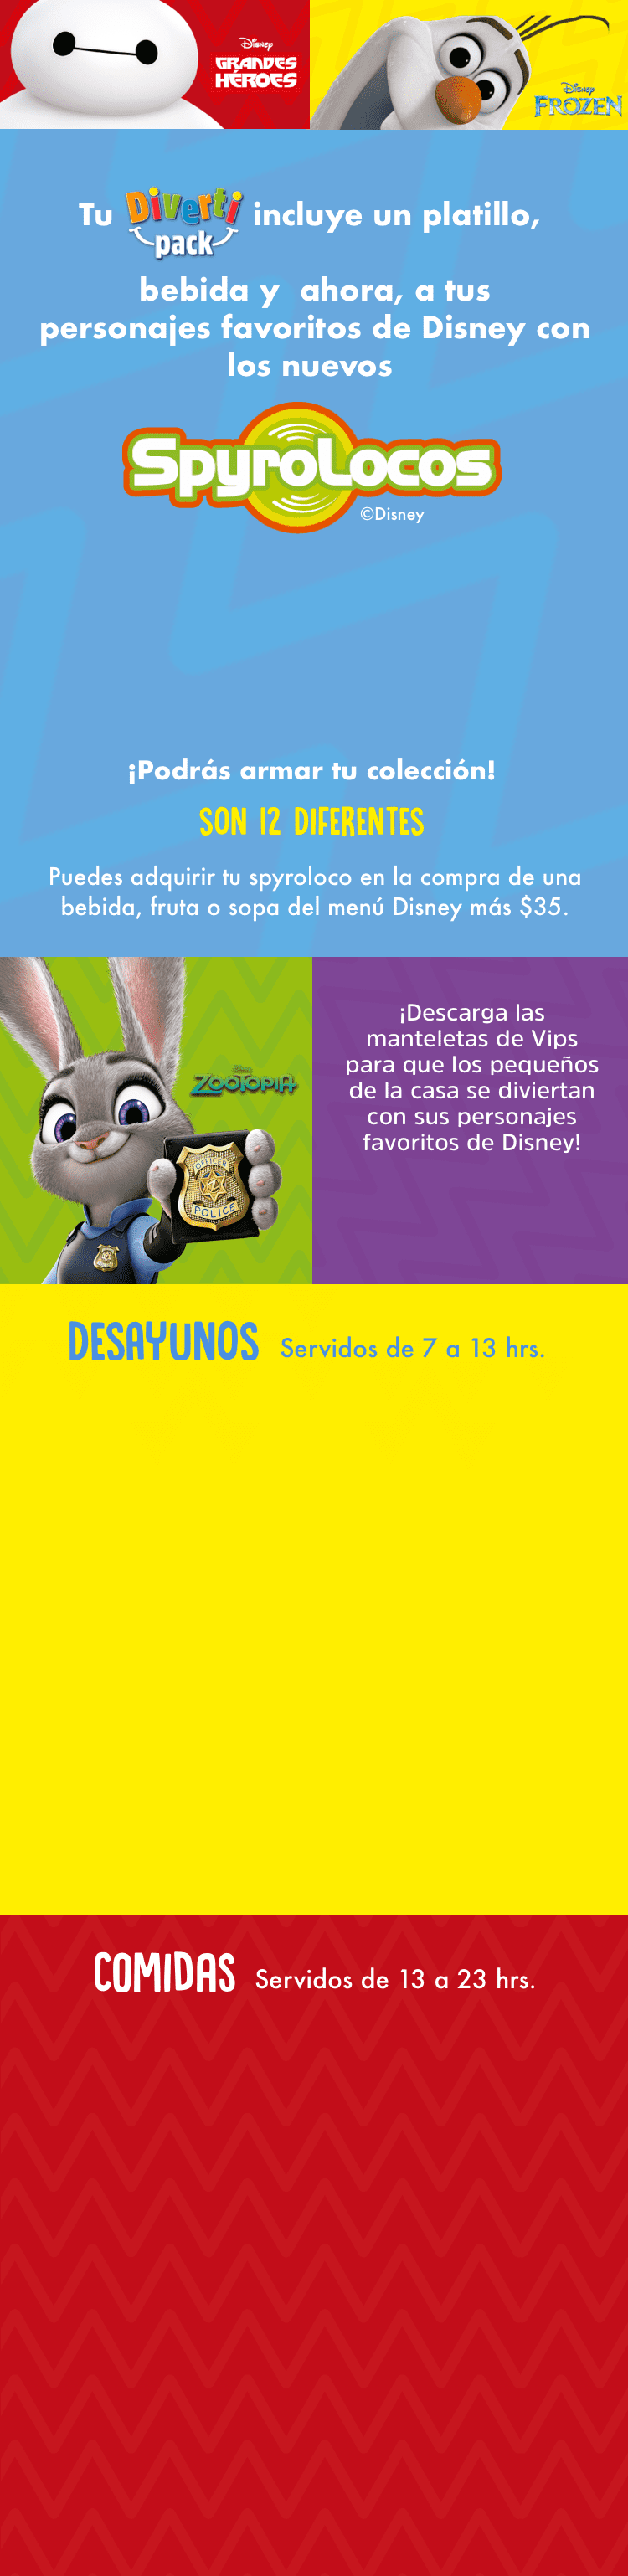 Disney
GRANDES
HÉROES
Disney
FROZEN
Tu Diverti pack incluye un platillo,
bebida y ahora, a tus
personajes favoritos de Disney con
los nuevos
SpyroLocos
©Disney
¡Podrás armar tu colección!
SON 12 DIFERENTES
Puedes adquirir tu spyroloco en la compra de una
bebida, fruta o sopa del menú Disney más $35.
Disney
ZOOTOPIA
OFFICER
Z
POLICE
¡Descarga las
manteletas de Vips
para que los pequeños
de la casa se diviertan
con sus personajes
favoritos de Disney!
DESAYUNOS Servidos de 7 a 13 hrs.
COMIDAS Servidos de 13 a 23 hrs.